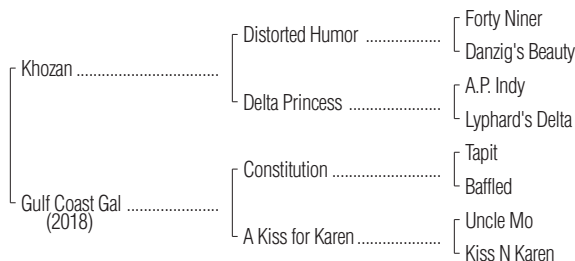 Forty Niner
Distorted Humor ....................
Danzig's Beauty
Khozan ......................................
A.P. Indy
Delta Princess ........................
Lyphard's Delta
Tapit
Constitution .............................
Baffled
Gulf Coast Gal ........................
(2018)
Uncle Mo
A Kiss for Karen .....................
Kiss N Karen